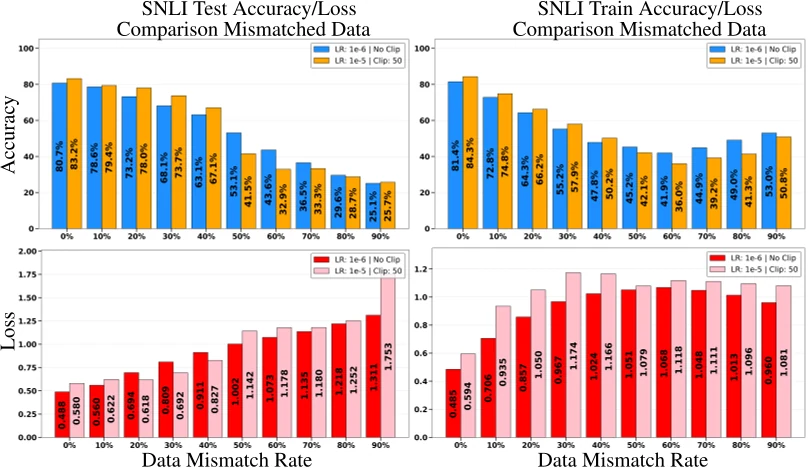 SNLI Test Accuracy/Loss
Comparison Mismatched Data
SNLI Train Accuracy/Loss
Comparison Mismatched Data
Accuracy
100
80
60
40
20
0
LR: 1e-6 | No Clip
LR: 1e-5 | Clip: 50
80.7% 83.2% 78.6% 79.4% 73.2% 78.0% 68.1% 73.7% 63.1% 67.1% 53.1% 41.5% 43.6% 32.9% 36.5% 33.3% 29.6% 28.7% 25.1% 25.7%
0% 10% 20% 30% 40% 50% 60% 70% 80% 90%
100
80
60
40
20
0
LR: 1e-6 | No Clip
LR: 1e-5 | Clip: 50
81.4% 84.3% 72.8% 74.8% 64.3% 66.2% 55.2% 57.9% 47.8% 50.2% 45.2% 42.1% 41.9% 36.0% 44.9% 39.2% 49.0% 41.3% 53.0% 50.8%
0% 10% 20% 30% 40% 50% 60% 70% 80% 90%
Loss
2.00
1.75
1.50
1.25
1.00
0.75
0.50
0.25
0.00
LR: 1e-6 | No Clip
LR: 1e-5 | Clip: 50
0.488 0.580 0.560 0.622 0.694 0.618 0.809 0.692 0.911 0.827 1.002 1.142 1.073 1.178 1.135 1.180 1.218 1.252 1.311 1.753
0% 10% 20% 30% 40% 50% 60% 70% 80% 90%
1.2
1.0
0.8
0.6
0.4
0.2
0.0
LR: 1e-6 | No Clip
LR: 1e-5 | Clip: 50
0.485 0.594 0.706 0.935 0.857 1.050 0.967 1.174 1.024 1.166 1.051 1.079 1.068 1.118 1.048 1.111 1.013 1.096 0.960 1.081
0% 10% 20% 30% 40% 50% 60% 70% 80% 90%
Data Mismatch Rate
Data Mismatch Rate